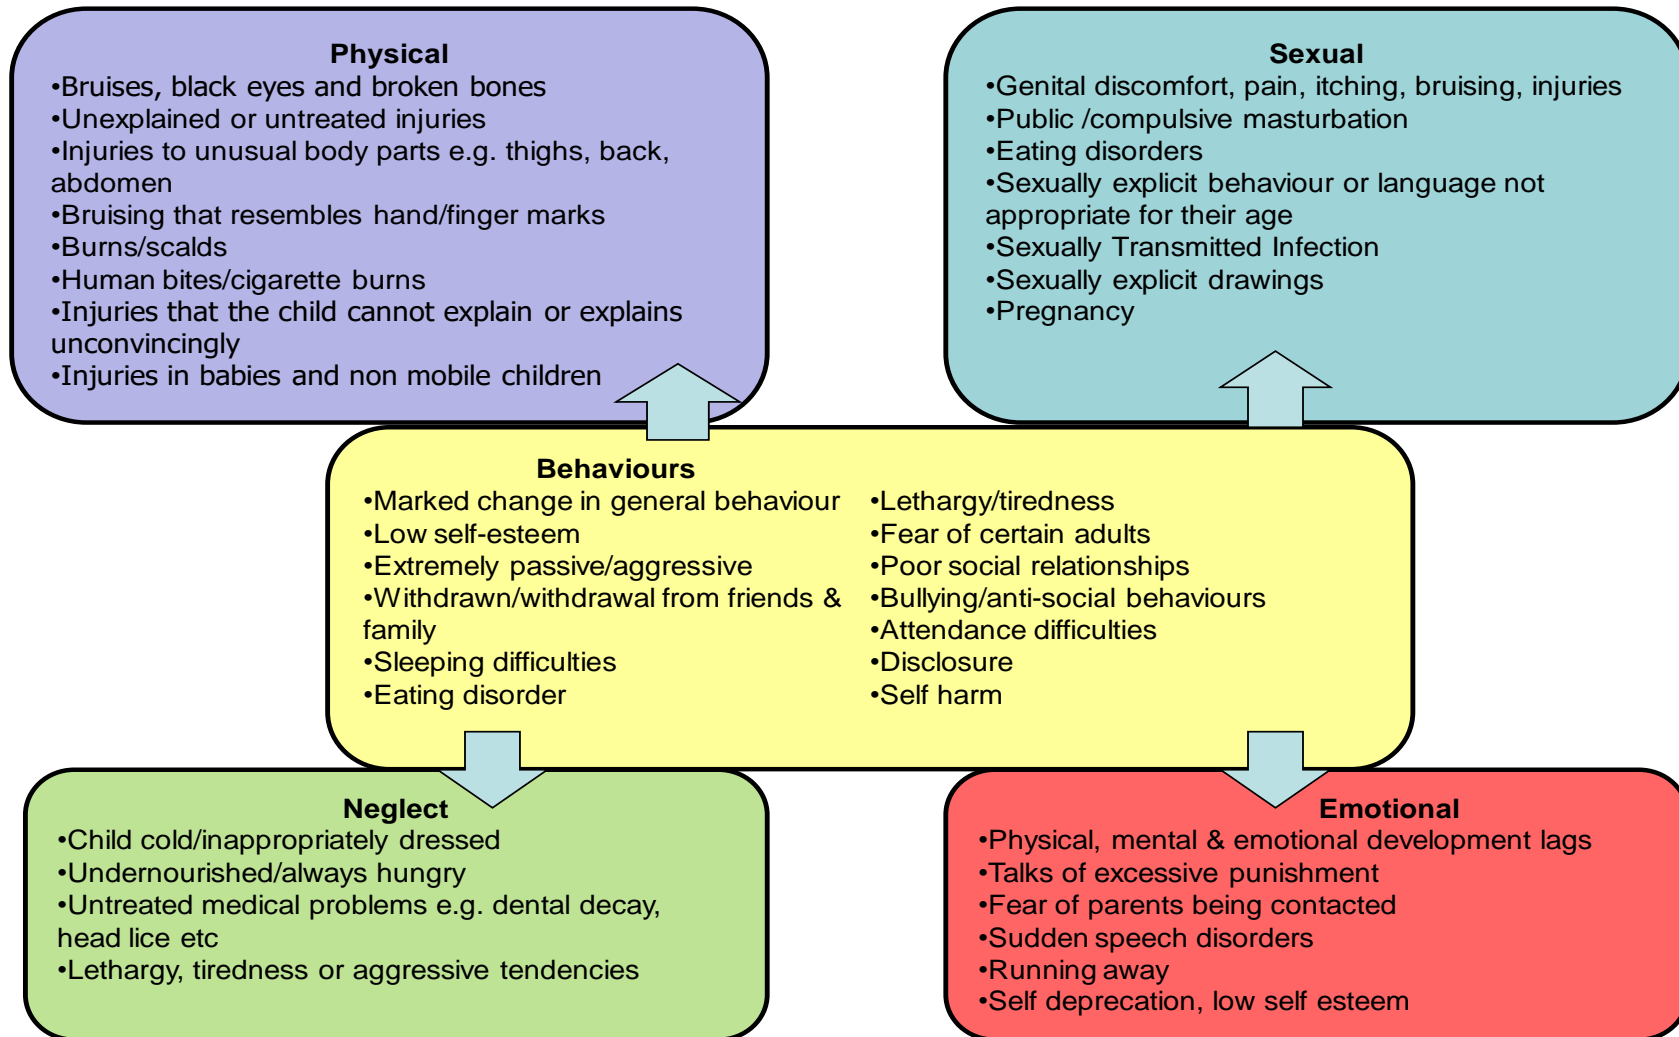 Physical
•Bruises, black eyes and broken bones
•Unexplained or untreated injuries
•Injuries to unusual body parts e.g. thighs, back,
abdomen
•Bruising that resembles hand/finger marks
•Burns/scalds
•Human bites/cigarette burns
•Injuries that the child cannot explain or explains
unconvincingly
•Injuries in babies and non mobile children
Sexual
•Genital discomfort, pain, itching, bruising, injuries
•Public /compulsive masturbation
•Eating disorders
•Sexually explicit behaviour or language not
appropriate for their age
•Sexually Transmitted Infection
•Sexually explicit drawings
•Pregnancy
Behaviours
•Marked change in general behaviour
•Low self-esteem
•Extremely passive/aggressive
•Withdrawn/withdrawal from friends &
family
•Sleeping difficulties
•Eating disorder
•Lethargy/tiredness
•Fear of certain adults
•Poor social relationships
•Bullying/anti-social behaviours
•Attendance difficulties
•Disclosure
•Self harm
Neglect
•Child cold/inappropriately dressed
•Undernourished/always hungry
•Untreated medical problems e.g. dental decay,
head lice etc
•Lethargy, tiredness or aggressive tendencies
Emotional
•Physical, mental & emotional development lags
•Talks of excessive punishment
•Fear of parents being contacted
•Sudden speech disorders
•Running away
•Self deprecation, low self esteem